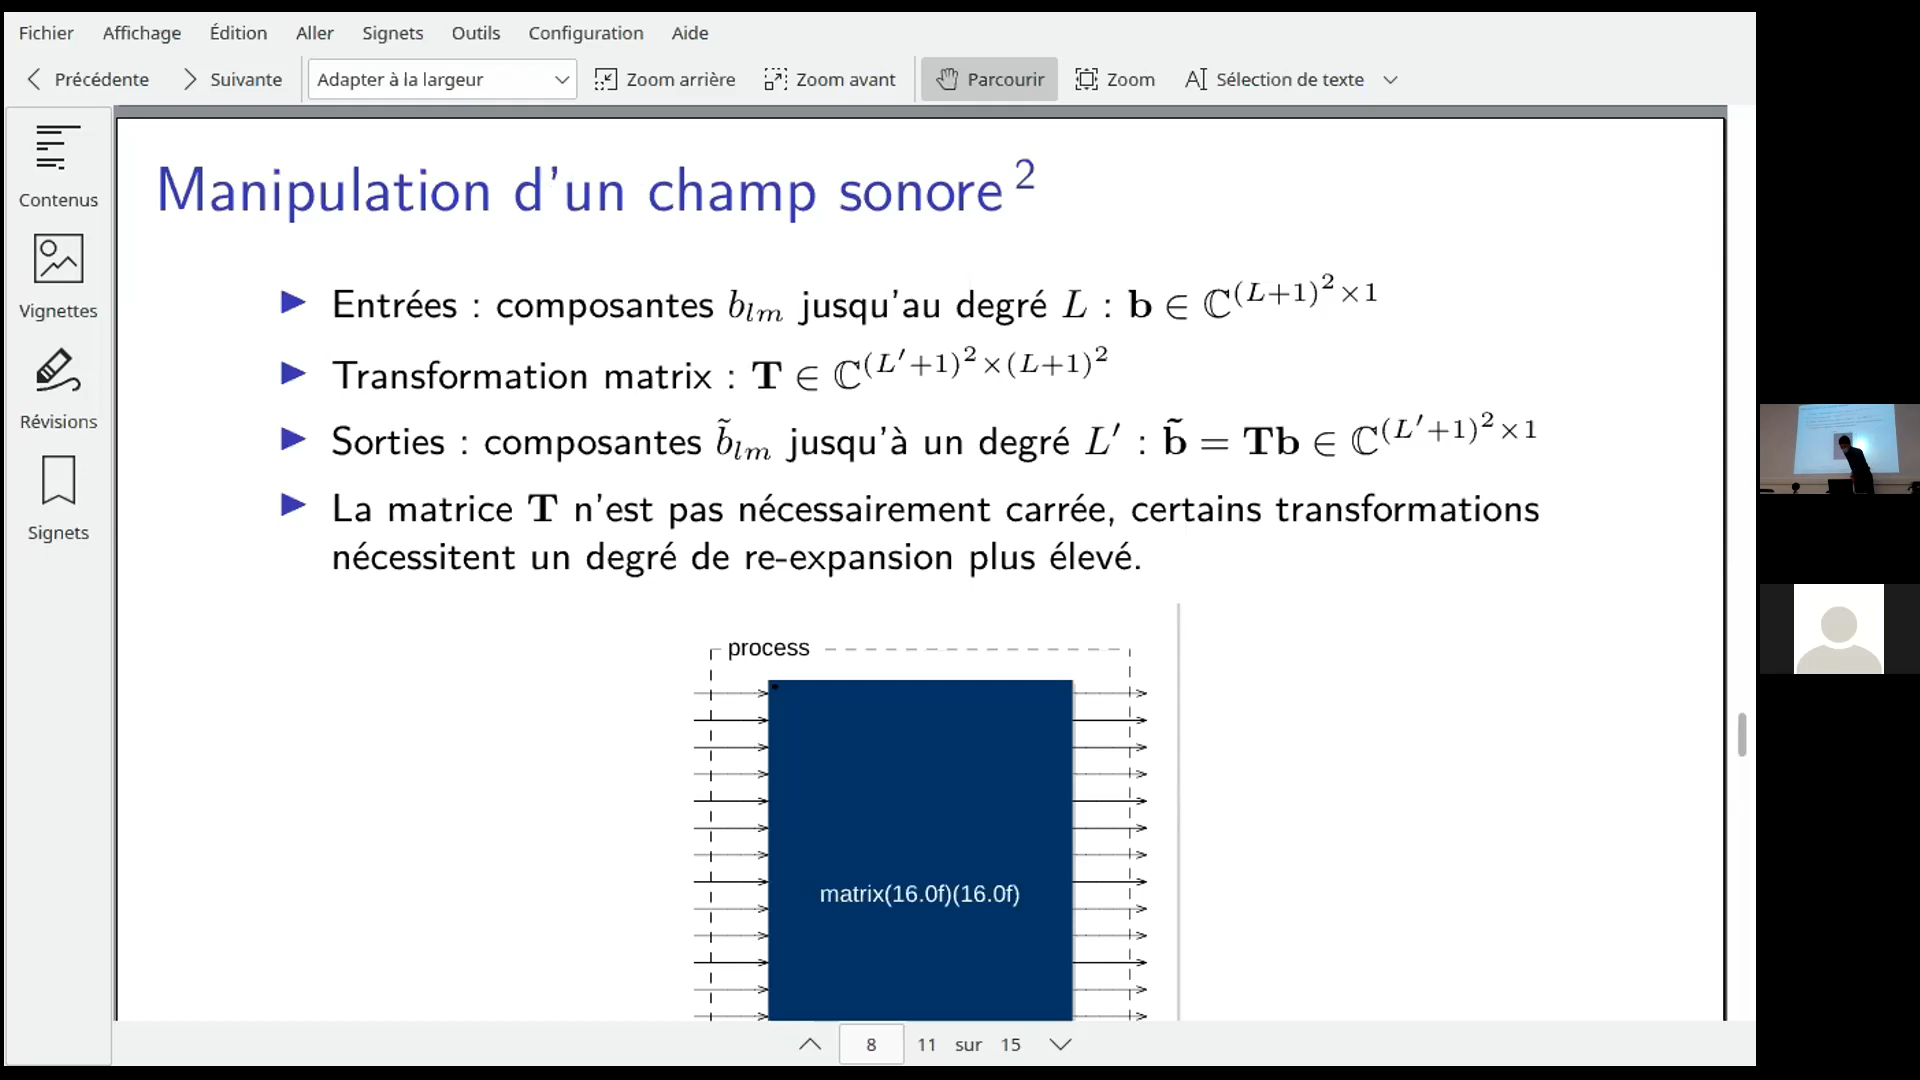 Fichier Affichage Édition Aller Signets Outils Configuration Aide
Précédente Suivante Adapter à la largeur Zoom arrière Zoom avant Parcourir Zoom Sélection de texte
Contenus
Vignettes
Révisions
Signets
Manipulation d'un champ sonore ²
▶ Entrées : composantes b_{lm} jusqu'au degré L : b ∈ ℂ^{(L+1)²×1}
▶ Transformation matrix : T ∈ ℂ^{(L′+1)²×(L+1)²}
▶ Sorties : composantes b̃_{lm} jusqu'à un degré L′ : b̃ = Tb ∈ ℂ^{(L′+1)²×1}
▶ La matrice T n'est pas nécessairement carrée, certains transformations
nécessitent un degré de re-expansion plus élevé.
process
matrix(16.0f)(16.0f)
8 11 sur 15